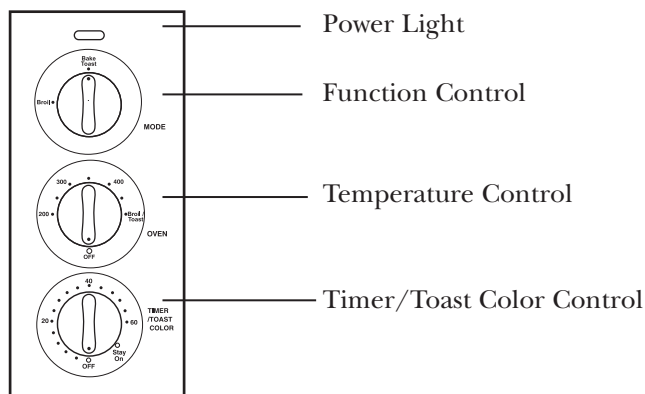 Power Light
Bake
Toast
Broil
MODE
Function Control
300
400
200
Broil /
Toast
OVEN
OFF
Temperature Control
40
20
60
TIMER
/TOAST
COLOR
Stay
On
OFF
Timer/Toast Color Control